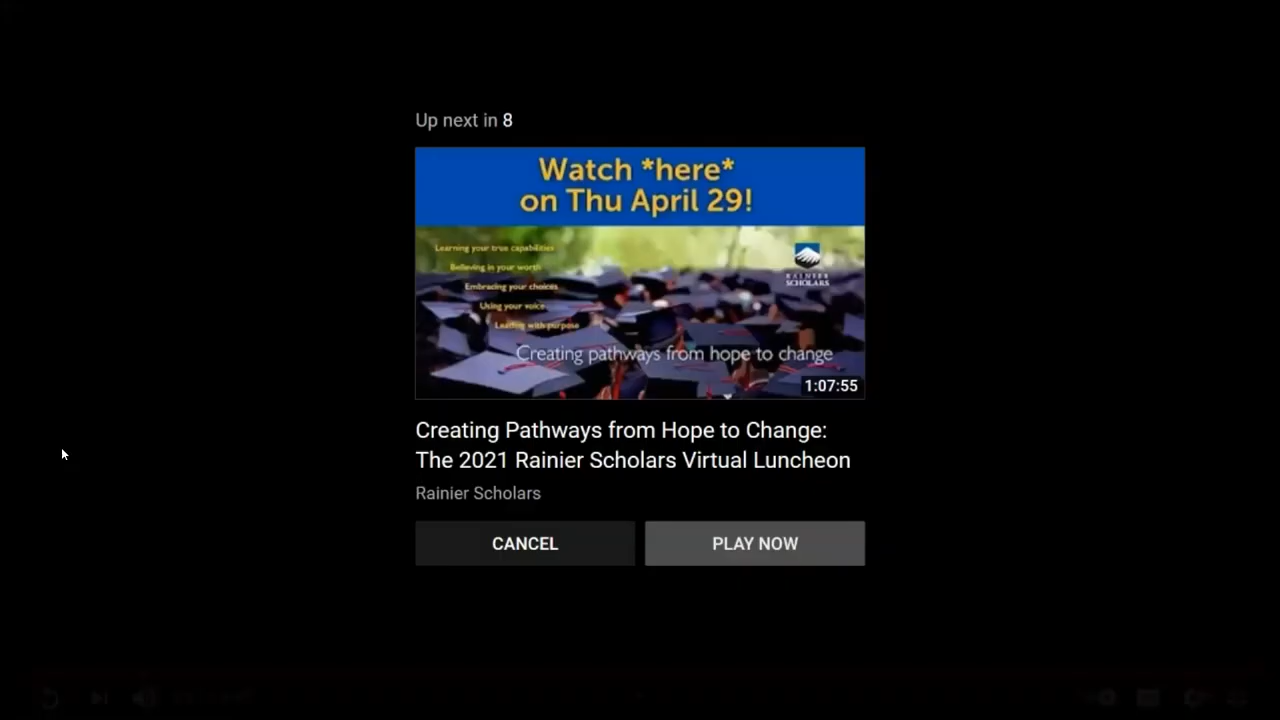 Up next in 8
Watch *here*
on Thu April 29!
Learning your true capabilities
Believing in your worth
Embracing your choices
Using your voice
Leading with purpose
RAINIER
SCHOLARS
Creating pathways from hope to change
1:07:55
Creating Pathways from Hope to Change:
The 2021 Rainier Scholars Virtual Luncheon
Rainier Scholars
CANCEL
PLAY NOW